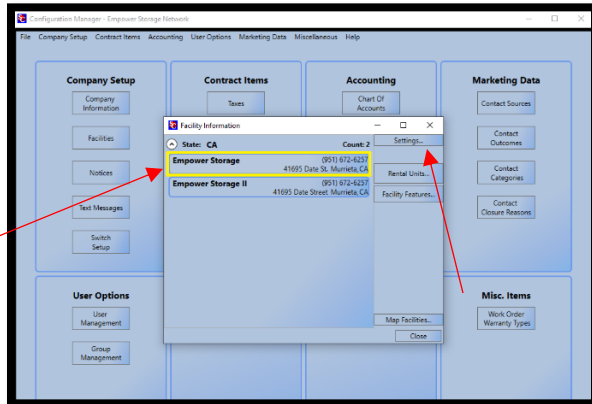 Configuration Manager - Empower Storage Network
File Company Setup Contract Items Accounting User Options Marketing Data Miscellaneous Help
Company Setup
Company
Information
Facilities
Notices
Text Messages
Switch
Setup
Contract Items
Taxes
Accounting
Chart Of
Accounts
Marketing Data
Contact Sources
Contact
Outcomes
Contact
Categories
Contact
Closure Reasons
Facility Information
State: CA Count: 2
Empower Storage (951) 672-6257
41695 Date St. Murrieta, CA
Empower Storage II (951) 672-6257
41695 Date Street Murrieta, CA
Settings...
Rental Units...
Facility Features...
Map Facilities...
Close
User Options
User
Management
Group
Management
Misc. Items
Work Order
Warranty Types